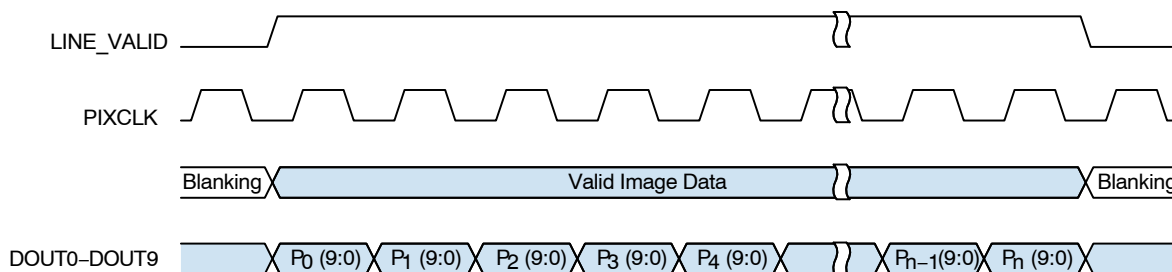 LINE_VALID
PIXCLK
Blanking Valid Image Data Blanking
DOUT0–DOUT9 P0 (9:0) P1 (9:0) P2 (9:0) P3 (9:0) P4 (9:0) Pn–1(9:0) Pn (9:0)